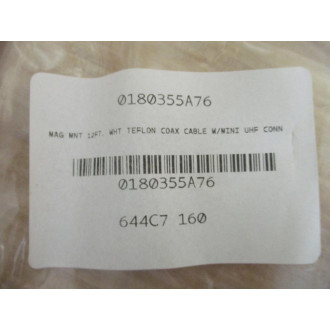 0180355A76
MAG MNT 12FT. WHT TEFLON COAX CABLE W/MINI UHF CONN
0180355A76
644C7 160